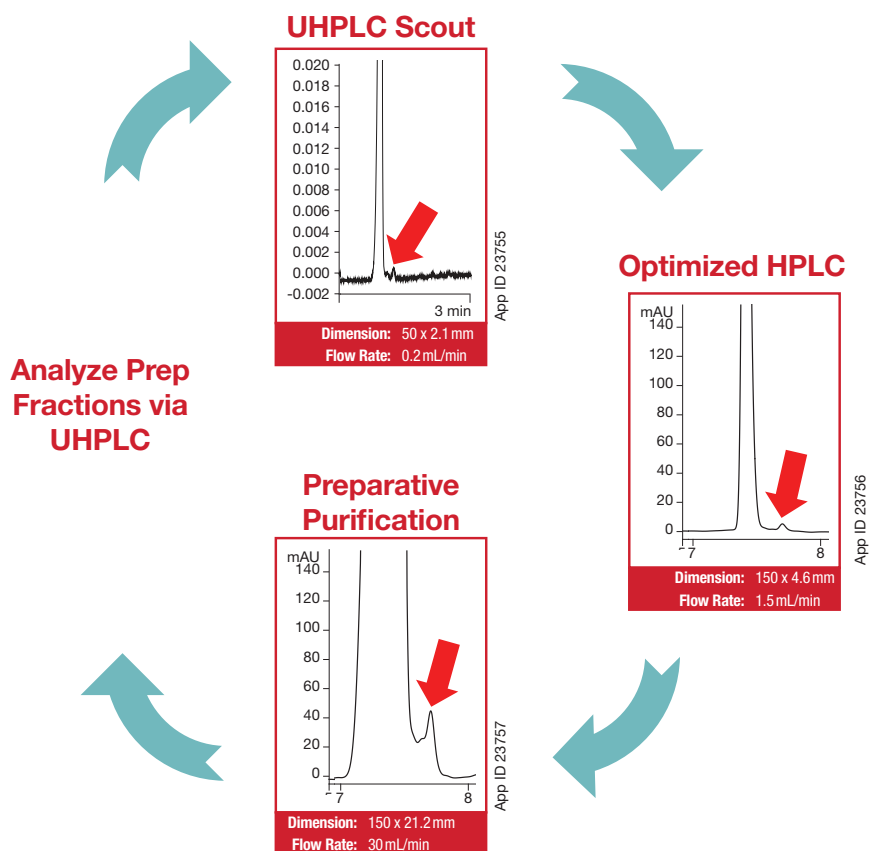 UHPLC Scout
0.020
0.018
0.016
0.014
0.012
0.010
0.008
0.006
0.004
0.002
0.000
-0.002
3 min
App ID 23755
Dimension: 50 x 2.1 mm
Flow Rate: 0.2 mL/min
Optimized HPLC
mAU
140
120
100
80
60
40
20
0
7 8
App ID 23756
Dimension: 150 x 4.6 mm
Flow Rate: 1.5 mL/min
Preparative
Purification
mAU
140
120
100
80
60
40
20
0
7 8
App ID 23757
Dimension: 150 x 21.2 mm
Flow Rate: 30 mL/min
Analyze Prep
Fractions via
UHPLC